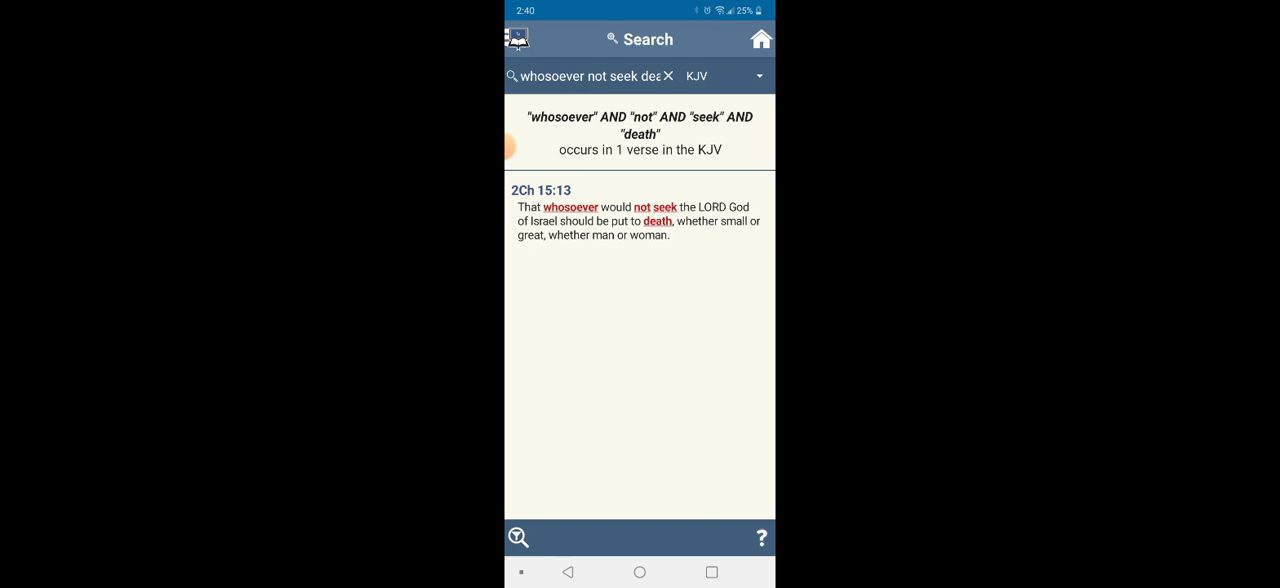 2:40
25%
Search
whosoever not seek dea
KJV
"whosoever" AND "not" AND "seek" AND
"death"
occurs in 1 verse in the KJV
2Ch 15:13
That whosoever would not seek the LORD God
of Israel should be put to death, whether small or
great, whether man or woman.
?